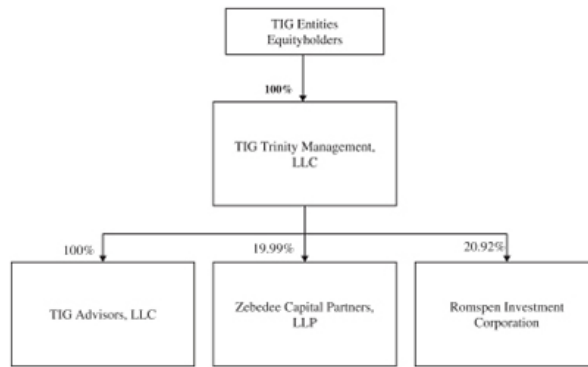 TIG Entities
Equityholders
100%
TIG Trinity Management,
LLC
100%
19.99%
20.92%
TIG Advisors, LLC
Zebedee Capital Partners,
LLP
Romspen Investment
Corporation